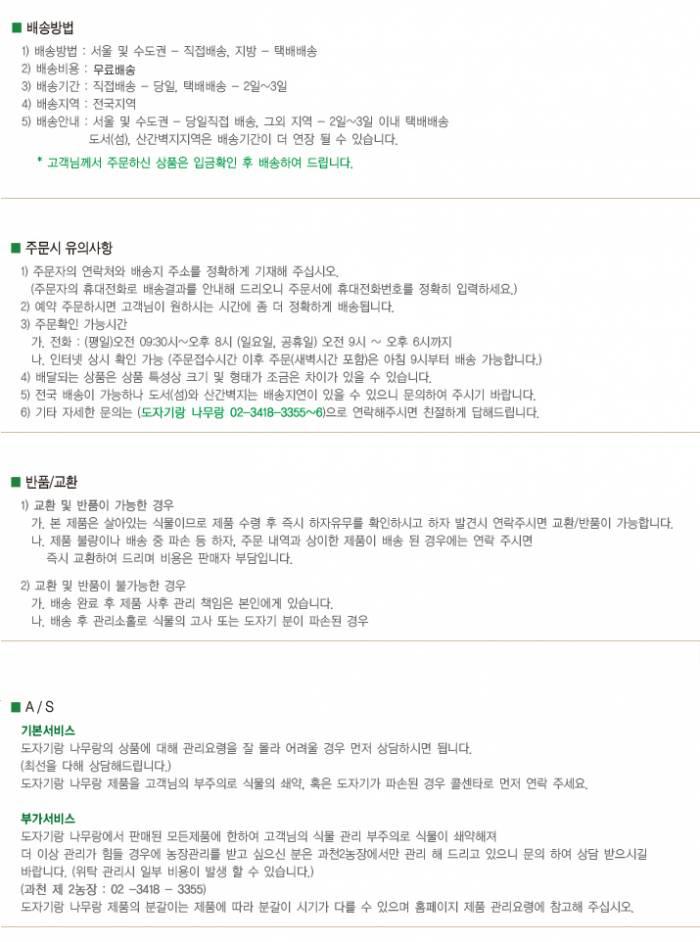 ■ 배송방법
1) 배송방법 : 서울 및 수도권 - 직접배송, 지방 - 택배배송
2) 배송비용 : 무료배송
3) 배송기간 : 직접배송 - 당일, 택배배송 - 2일~3일
4) 배송지역 : 전국지역
5) 배송안내 : 서울 및 수도권 - 당일직접 배송, 그외 지역 - 2일~3일 이내 택배배송
도서(섬), 산간벽지지역은 배송기간이 더 연장 될 수 있습니다.
* 고객님께서 주문하신 상품은 입금확인 후 배송하여 드립니다.
■ 주문시 유의사항
1) 주문자의 연락처와 배송지 주소를 정확하게 기재해 주십시오.
(주문자의 휴대전화로 배송결과를 안내해 드리오니 주문서에 휴대전화번호를 정확히 입력하세요.)
2) 예약 주문하시면 고객님이 원하시는 시간에 좀 더 정확하게 배송됩니다.
3) 주문확인 가능시간
가. 전화 : (평일)오전 09:30시~오후 8시 (일요일, 공휴일) 오전 9시 ~ 오후 6시까지
나. 인터넷 상시 확인 가능 (주문접수시간 이후 주문(새벽시간 포함)은 아침 9시부터 배송 가능합니다.)
4) 배달되는 상품은 상품 특성상 크기 및 형태가 조금은 차이가 있을 수 있습니다.
5) 전국 배송이 가능하나 도서(섬)와 산간벽지는 배송지연이 있을 수 있으니 문의하여 주시기 바랍니다.
6) 기타 자세한 문의는 (도자기랑 나무랑 02-3418-3355~6)으로 연락해주시면 친절하게 답해드립니다.
■ 반품/교환
1) 교환 및 반품이 가능한 경우
가. 본 제품은 살아있는 식물이므로 제품 수령 후 즉시 하자유무를 확인하시고 하자 발견시 연락주시면 교환/반품이 가능합니다.
나. 제품 불량이나 배송 중 파손 등 하자, 주문 내역과 상이한 제품이 배송 된 경우에는 연락 주시면
즉시 교환하여 드리며 비용은 판매자 부담입니다.
2) 교환 및 반품이 불가능한 경우
가. 배송 완료 후 제품 사후 관리 책임은 본인에게 있습니다.
나. 배송 후 관리소홀로 식물의 고사 또는 도자기 분이 파손된 경우
■ A / S
기본서비스
도자기랑 나무랑의 상품에 대해 관리요령을 잘 몰라 어려울 경우 먼저 상담하시면 됩니다.
(최선을 다해 상담해드립니다.)
도자기랑 나무랑 제품을 고객님의 부주의로 식물의 쇄약, 혹은 도자기가 파손된 경우 콜센타로 먼저 연락 주세요.
부가서비스
도자기랑 나무랑에서 판매된 모든제품에 한하여 고객님의 식물 관리 부주의로 식물이 쇄약해져
더 이상 관리가 힘들 경우에 농장관리를 받고 싶으신 분은 과천2농장에서만 관리 해 드리고 있으니 문의 하여 상담 받으시길
바랍니다. (위탁 관리시 일부 비용이 발생 할 수 있습니다.)
(과천 제 2농장 : 02 -3418 - 3355)
도자기랑 나무랑 제품의 분갈이는 제품에 따라 분갈이 시기가 다를 수 있으며 홈페이지 제품 관리요령에 참고해 주십시오.